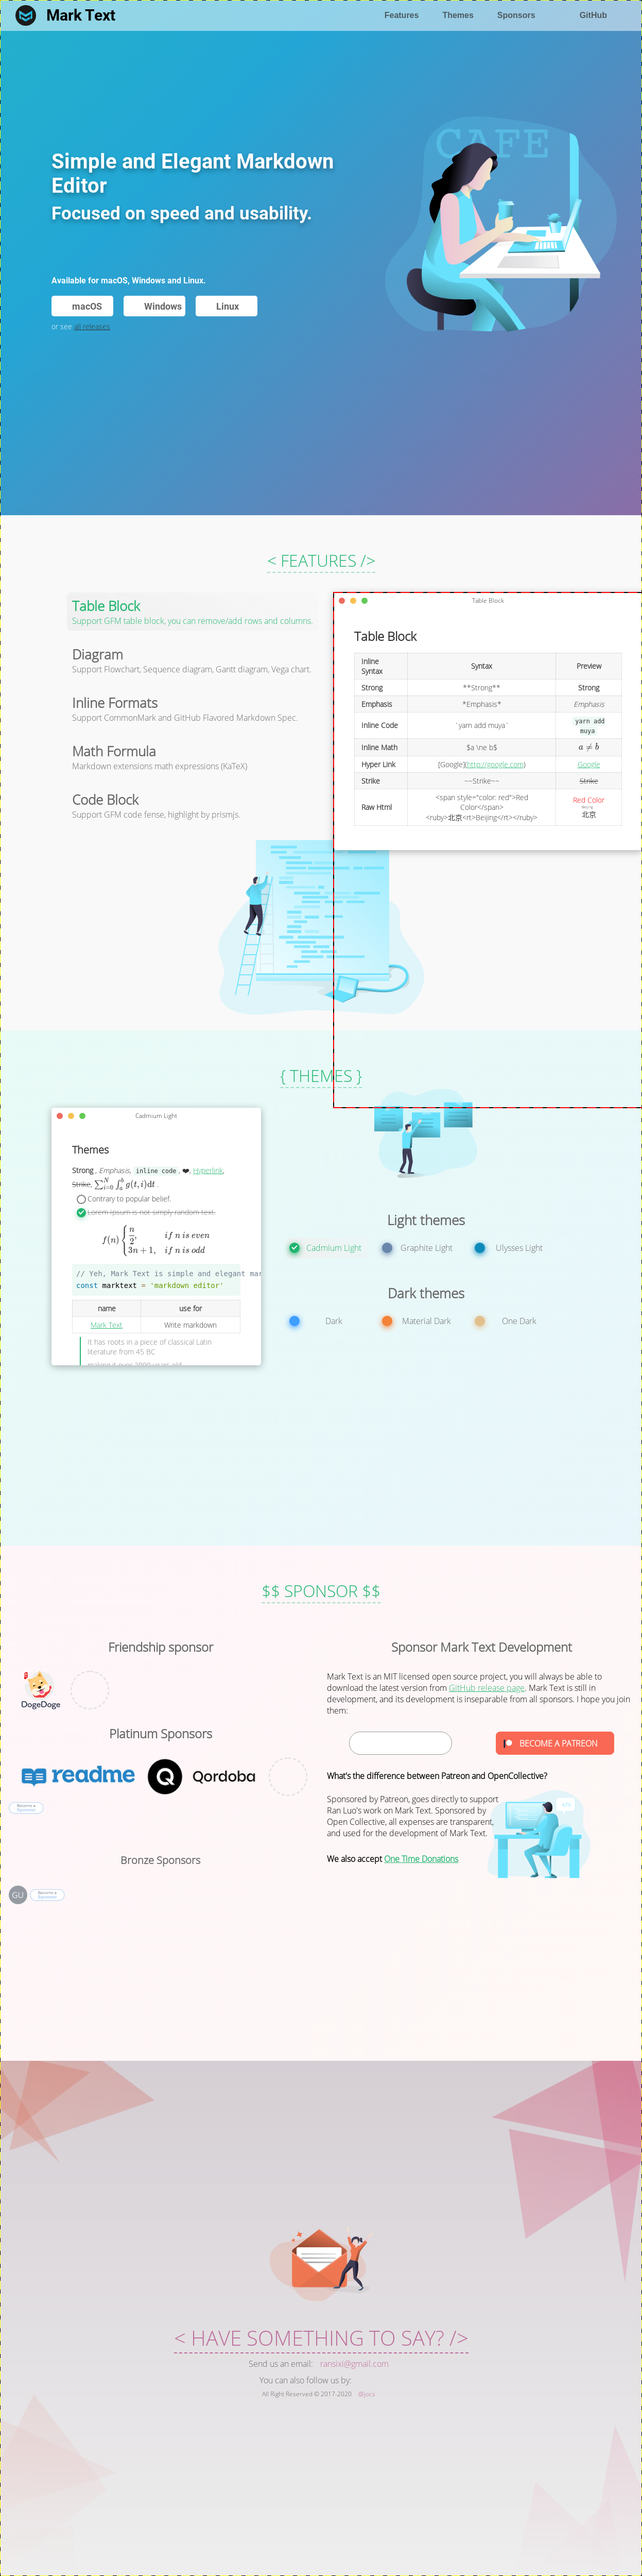 Mark Text
Features
Themes
Sponsors
GitHub
CAFE
Simple and Elegant Markdown
Editor
Focused on speed and usability.
Available for macOS, Windows and Linux.
macOS
Windows
Linux
or see all releases
< FEATURES />
Table Block
Support GFM table block, you can remove/add rows and columns.
Diagram
Support Flowchart, Sequence diagram, Gantt diagram, Vega chart.
Inline Formats
Support CommonMark and GitHub Flavored Markdown Spec.
Math Formula
Markdown extensions math expressions (KaTeX)
Code Block
Support GFM code fense, highlight by prismjs.
Table Block
Table Block
Inline Syntax
Syntax
Preview
Strong
**Strong**
Strong
Emphasis
*Emphasis*
Emphasis
Inline Code
`yarn add muya`
yarn add
muya
Inline Math
$a \ne b$
a ≠ b
Hyper Link
[Google](http://google.com)
Google
Strike
~~Strike~~
Strike
Raw Html
<span style="color: red">Red
Color</span>
<ruby>北京<rt>Beijing</rt></ruby>
Red Color
Beijing
北京
{ THEMES }
Cadmium Light
Themes
Strong , Emphasis, inline code , ❤️, Hyperlink,
Strike, ∑_{i=0}^{N} ∫_{a}^{b} g(t, i)dt .
Contrary to popular belief.
Lorem Ipsum is not simply random text.
f(n) { n/2, if n is even
3n + 1, if n is odd
// Yeh, Mark Text is simple and elegant mar
const marktext = 'markdown editor'
name
use for
Mark Text
Write markdown
It has roots in a piece of classical Latin
literature from 45 BC
making it over 2000 years old
Light themes
Cadmium Light
Graphite Light
Ulysses Light
Dark themes
Dark
Material Dark
One Dark
$$ SPONSOR $$
Friendship sponsor
DogeDoge
Platinum Sponsors
readme
Qordoba
Become a
Sponsor
Bronze Sponsors
GU
Become a
Sponsor
Sponsor Mark Text Development
Mark Text is an MIT licensed open source project, you will always be able to
download the latest version from GitHub release page. Mark Text is still in
development, and its development is inseparable from all sponsors. I hope you join
them:
BECOME A PATREON
What's the difference between Patreon and OpenCollective?
Sponsored by Patreon, goes directly to support
Ran Luo's work on Mark Text. Sponsored by
Open Collective, all expenses are transparent,
and used for the development of Mark Text.
We also accept One Time Donations
< HAVE SOMETHING TO SAY? />
Send us an email: ransixi@gmail.com
You can also follow us by:
All Right Reserved © 2017-2020 @Jocs